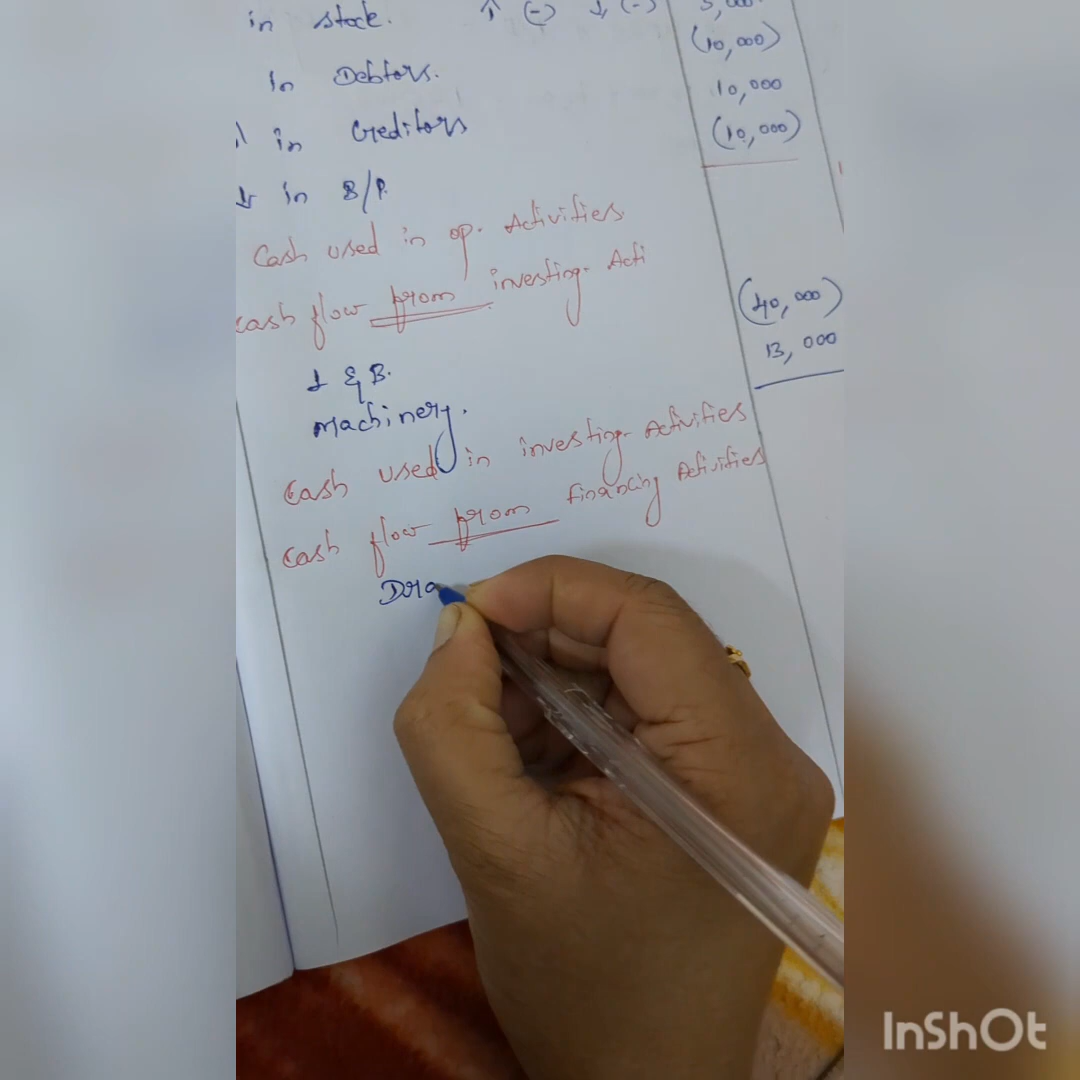 in stock. ↑ (-) ↓ (-)
(10,000)
in Debtors. 10,000
in Creditors (10,000)
↓ in B/P.
Cash used in op. Activities.
cash flow from investing. Acti
(40,000)
L & B. 13,000
Machinery.
Cash used in investing Activities
Cash flow from financing Activities
Dra
InShOt